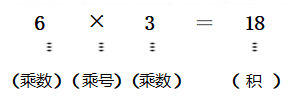 6 × 3 = 18
(乘数) (乘号) (乘数) ( 积 )